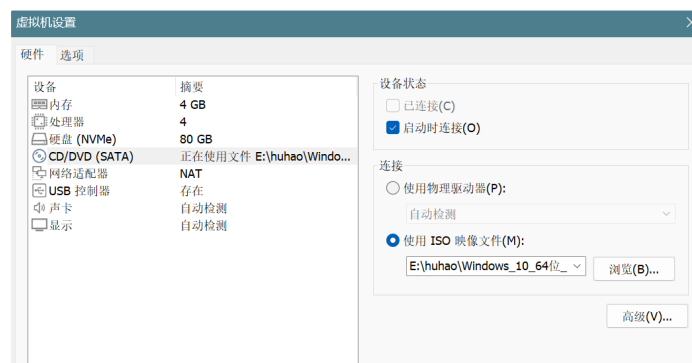 虚拟机设置
硬件 选项
设备 摘要
内存 4 GB
处理器 4
硬盘 (NVMe) 80 GB
CD/DVD (SATA) 正在使用文件 E:\huhao\Windo...
网络适配器 NAT
USB 控制器 存在
声卡 自动检测
显示 自动检测
设备状态
已连接(C)
启动时连接(O)
连接
使用物理驱动器(P):
自动检测
使用 ISO 映像文件(M):
E:\huhao\Windows_10_64位_
浏览(B)...
高级(V)...